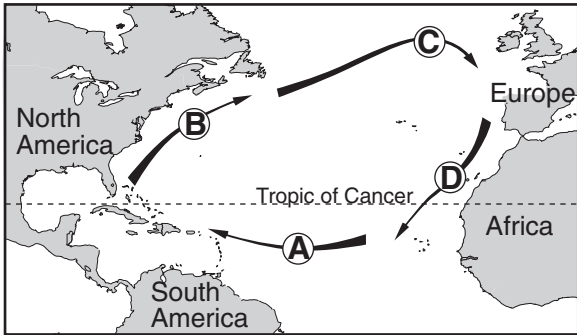 C
Europe
North
America
B
D
Tropic of Cancer
Africa
A
South
America